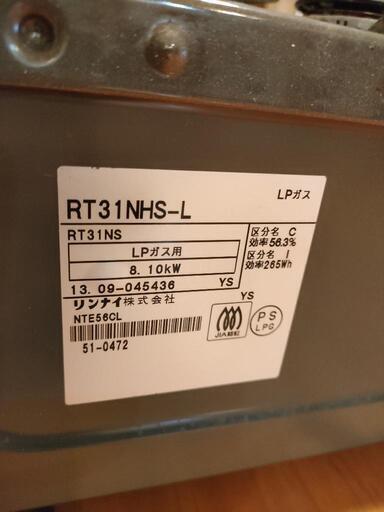 LPガス
RT31NHS-L
RT31NS
LPガス用
8.10kW
区分名 C
効率56.3%
区分名 I
効率265Wh
13.09-045436 YS
YS
リンナイ株式会社
NTE56CL
51-0472
JIA
PS
LPG